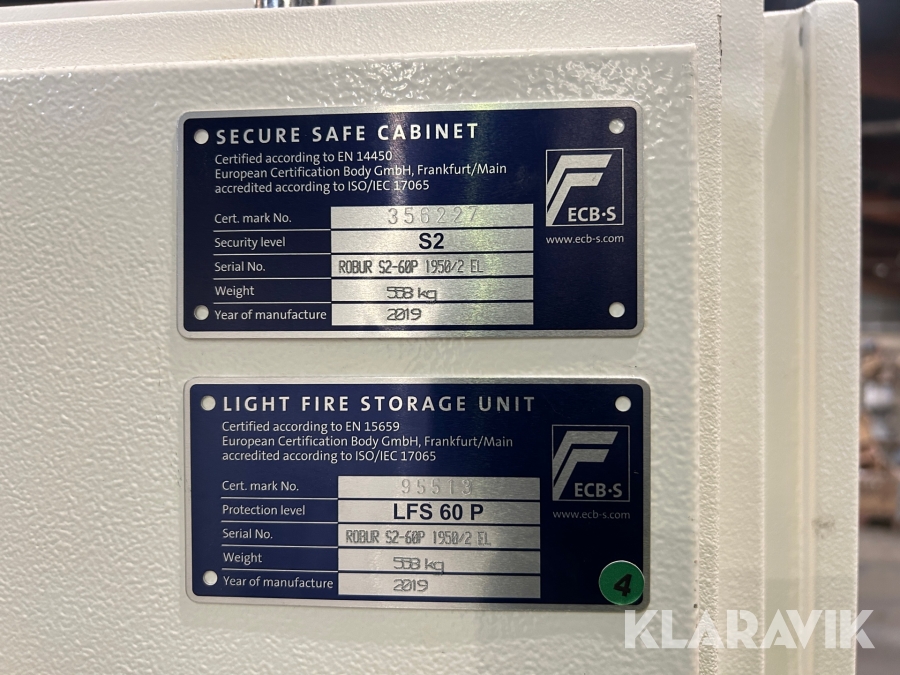 SECURE SAFE CABINET
Certified according to EN 14450
European Certification Body GmbH, Frankfurt/Main
accredited according to ISO/IEC 17065
Cert. mark No. 356227
Security level S2
Serial No. ROBUR S2-60P 1950/2 EL
Weight 558 kg
Year of manufacture 2019
ECB·S
www.ecb-s.com
LIGHT FIRE STORAGE UNIT
Certified according to EN 15659
European Certification Body GmbH, Frankfurt/Main
accredited according to ISO/IEC 17065
Cert. mark No. 95513
Protection level LFS 60 P
Serial No. ROBUR S2-60P 1950/2 EL
Weight 558 kg
Year of manufacture 2019
ECB·S
www.ecb-s.com
4
KLARAVIK